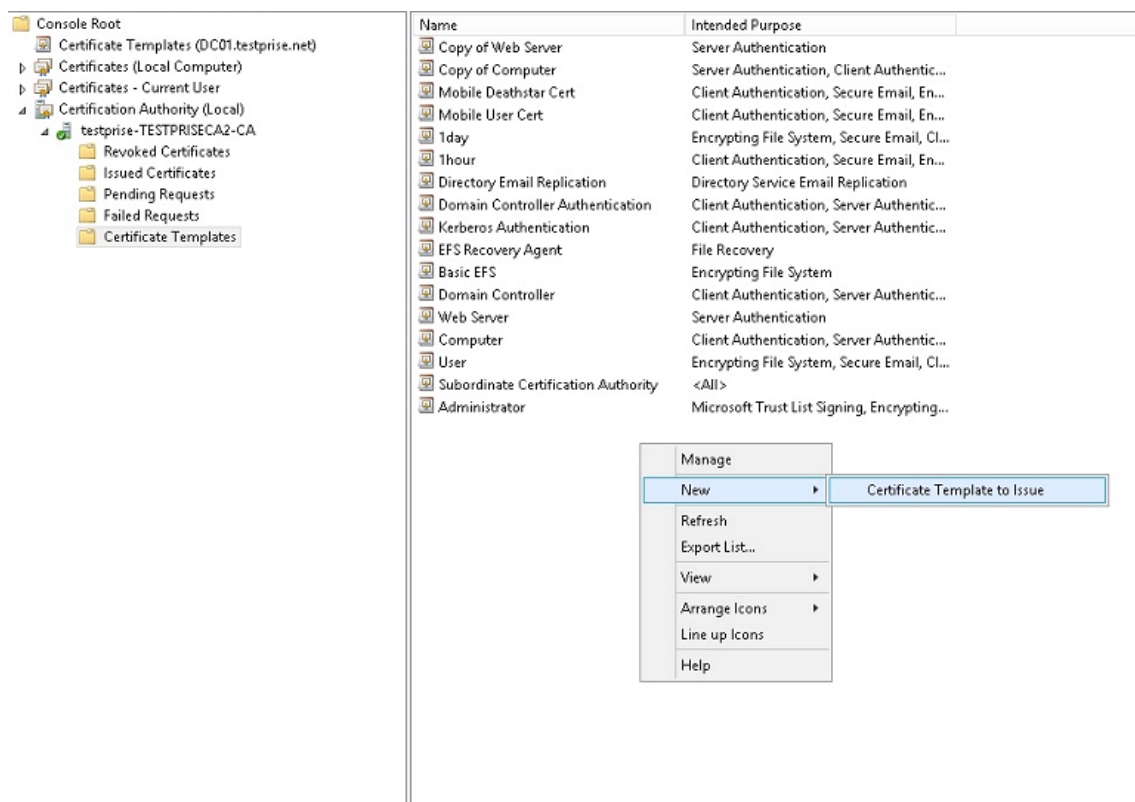 Console Root
Certificate Templates (DC01.testprise.net)
Certificates (Local Computer)
Certificates - Current User
Certification Authority (Local)
testprise-TESTPRISECA2-CA
Revoked Certificates
Issued Certificates
Pending Requests
Failed Requests
Certificate Templates
Name Intended Purpose
Copy of Web Server Server Authentication
Copy of Computer Server Authentication, Client Authentic...
Mobile Deathstar Cert Client Authentication, Secure Email, En...
Mobile User Cert Client Authentication, Secure Email, En...
1day Encrypting File System, Secure Email, Cl...
1hour Client Authentication, Secure Email, En...
Directory Email Replication Directory Service Email Replication
Domain Controller Authentication Client Authentication, Server Authentic...
Kerberos Authentication Client Authentication, Server Authentic...
EFS Recovery Agent File Recovery
Basic EFS Encrypting File System
Domain Controller Client Authentication, Server Authentic...
Web Server Server Authentication
Computer Client Authentication, Server Authentic...
User Encrypting File System, Secure Email, Cl...
Subordinate Certification Authority <All>
Administrator Microsoft Trust List Signing, Encrypting...
Manage
New Certificate Template to Issue
Refresh
Export List...
View
Arrange Icons
Line up Icons
Help